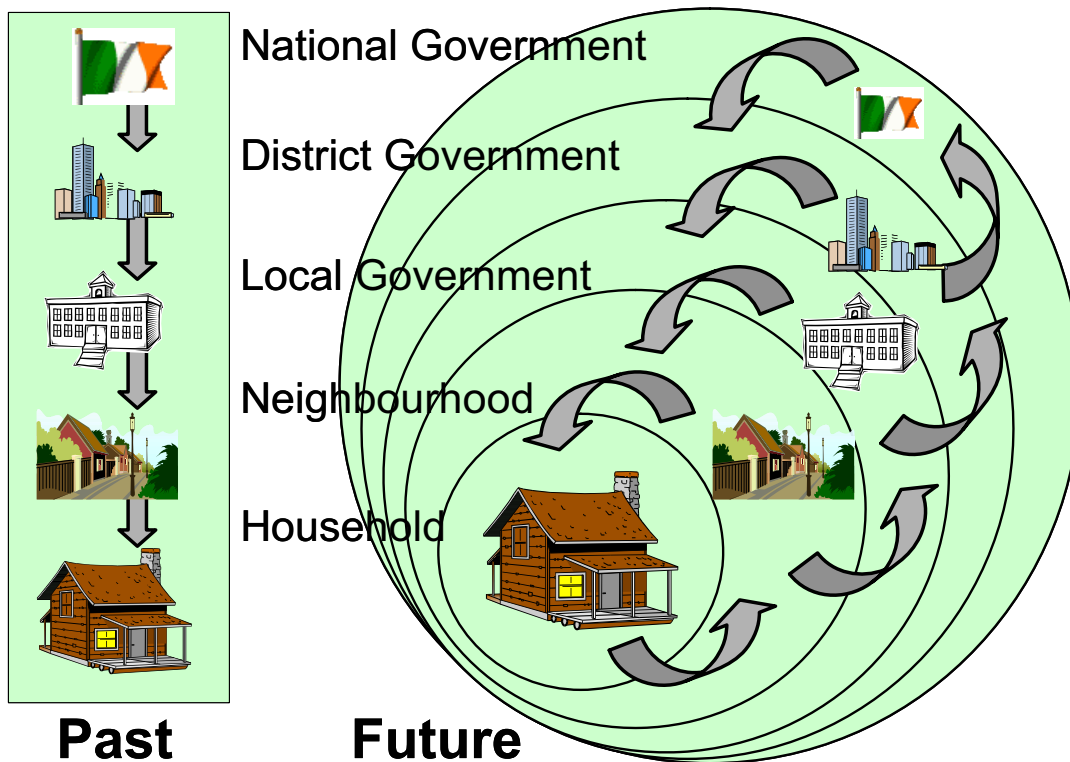 National Government
District Government
Local Government
Neighbourhood
Household
Past
Future